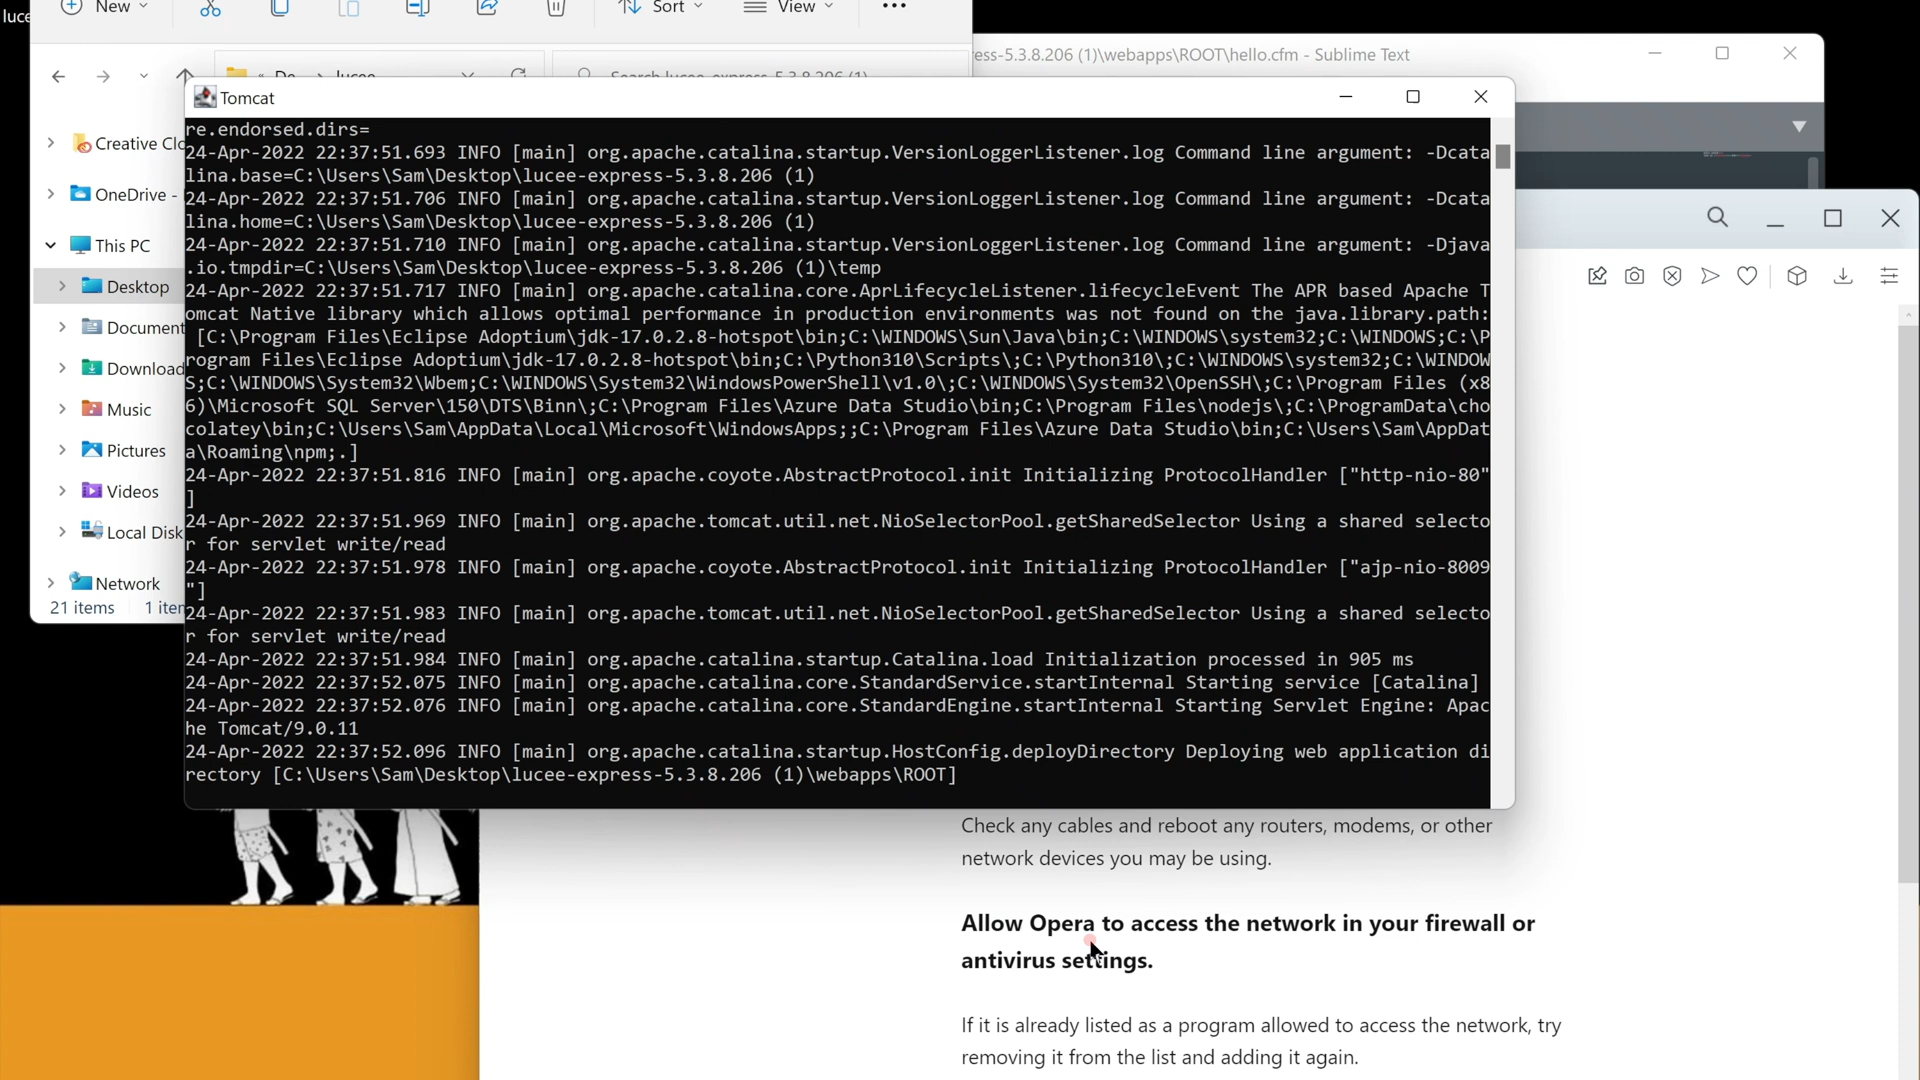 luce
New
Sort
View
ess-5.3.8.206 (1)\webapps\ROOT\hello.cfm - Sublime Text
Tomcat
Creative Clo
OneDrive -
This PC
Desktop
Document
Download
Music
Pictures
Videos
Local Disk
Network
21 items 1 item
re.endorsed.dirs=
24-Apr-2022 22:37:51.693 INFO [main] org.apache.catalina.startup.VersionLoggerListener.log Command line argument: -Dcata
lina.base=C:\Users\Sam\Desktop\lucee-express-5.3.8.206 (1)
24-Apr-2022 22:37:51.706 INFO [main] org.apache.catalina.startup.VersionLoggerListener.log Command line argument: -Dcata
lina.home=C:\Users\Sam\Desktop\lucee-express-5.3.8.206 (1)
24-Apr-2022 22:37:51.710 INFO [main] org.apache.catalina.startup.VersionLoggerListener.log Command line argument: -Djava
.io.tmpdir=C:\Users\Sam\Desktop\lucee-express-5.3.8.206 (1)\temp
24-Apr-2022 22:37:51.717 INFO [main] org.apache.catalina.core.AprLifecycleListener.lifecycleEvent The APR based Apache T
omcat Native library which allows optimal performance in production environments was not found on the java.library.path:
[C:\Program Files\Eclipse Adoptium\jdk-17.0.2.8-hotspot\bin;C:\WINDOWS\Sun\Java\bin;C:\WINDOWS\system32;C:\WINDOWS;C:\P
rogram Files\Eclipse Adoptium\jdk-17.0.2.8-hotspot\bin;C:\Python310\Scripts\;C:\Python310\;C:\WINDOWS\system32;C:\WINDOW
S;C:\WINDOWS\System32\Wbem;C:\WINDOWS\System32\WindowsPowerShell\v1.0\;C:\WINDOWS\System32\OpenSSH\;C:\Program Files (x8
6)\Microsoft SQL Server\150\DTS\Binn\;C:\Program Files\Azure Data Studio\bin;C:\Program Files\nodejs\;C:\ProgramData\cho
colatey\bin;C:\Users\Sam\AppData\Local\Microsoft\WindowsApps;;C:\Program Files\Azure Data Studio\bin;C:\Users\Sam\AppDat
a\Roaming\npm;.]
24-Apr-2022 22:37:51.816 INFO [main] org.apache.coyote.AbstractProtocol.init Initializing ProtocolHandler ["http-nio-80"
]
24-Apr-2022 22:37:51.969 INFO [main] org.apache.tomcat.util.net.NioSelectorPool.getSharedSelector Using a shared selecto
r for servlet write/read
24-Apr-2022 22:37:51.978 INFO [main] org.apache.coyote.AbstractProtocol.init Initializing ProtocolHandler ["ajp-nio-8009
"]
24-Apr-2022 22:37:51.983 INFO [main] org.apache.tomcat.util.net.NioSelectorPool.getSharedSelector Using a shared selecto
r for servlet write/read
24-Apr-2022 22:37:51.984 INFO [main] org.apache.catalina.startup.Catalina.load Initialization processed in 905 ms
24-Apr-2022 22:37:52.075 INFO [main] org.apache.catalina.core.StandardService.startInternal Starting service [Catalina]
24-Apr-2022 22:37:52.076 INFO [main] org.apache.catalina.core.StandardEngine.startInternal Starting Servlet Engine: Apac
he Tomcat/9.0.11
24-Apr-2022 22:37:52.096 INFO [main] org.apache.catalina.startup.HostConfig.deployDirectory Deploying web application di
rectory [C:\Users\Sam\Desktop\lucee-express-5.3.8.206 (1)\webapps\ROOT]
Check any cables and reboot any routers, modems, or other
network devices you may be using.
Allow Opera to access the network in your firewall or
antivirus settings.
If it is already listed as a program allowed to access the network, try
removing it from the list and adding it again.